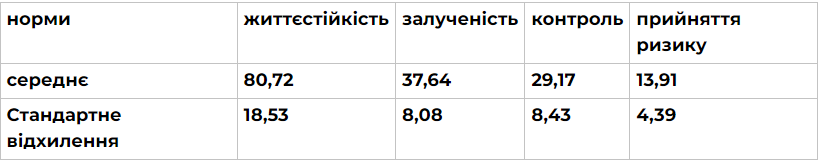 норми життєстійкість залученість контроль прийняття
ризику
середнє 80,72 37,64 29,17 13,91
Стандартне 18,53 8,08 8,43 4,39
відхилення